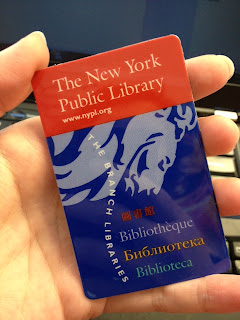 The New York
Public Library
www.nypl.org
THE BRANCH LIBRARIES
圖書館
Bibliothèque
Библиотека
Biblioteca